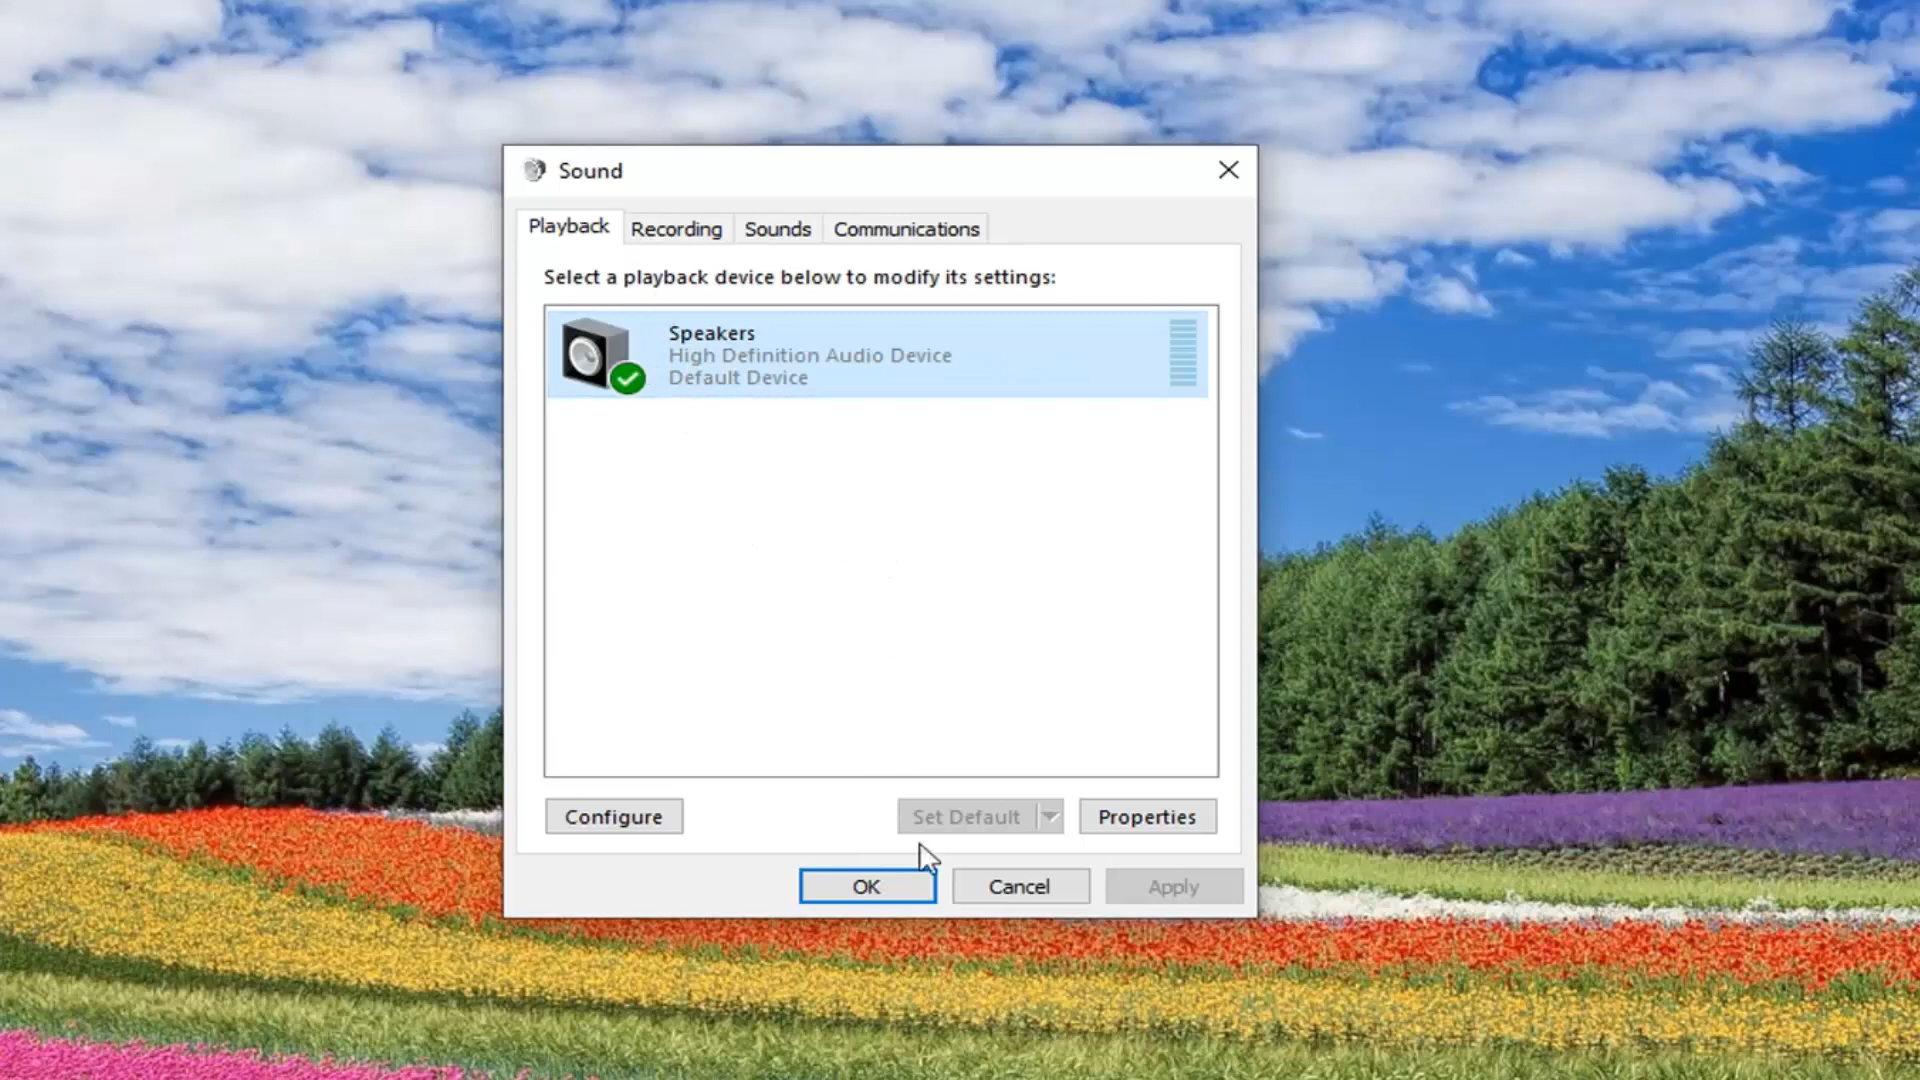 Sound
Playback
Recording
Sounds
Communications
Select a playback device below to modify its settings:
Speakers
High Definition Audio Device
Default Device
Configure
Set Default
Properties
OK
Cancel
Apply